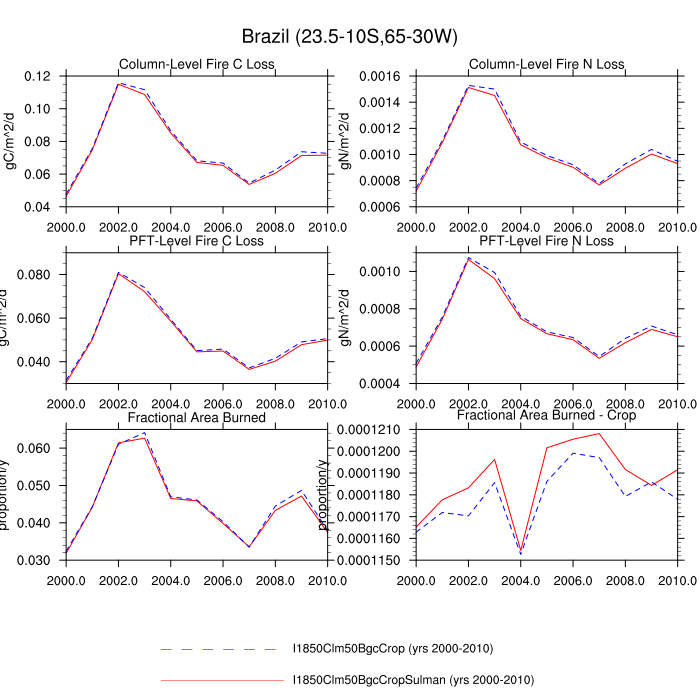 Brazil (23.5-10S,65-30W)
Column-Level Fire C Loss
Column-Level Fire N Loss
gC/m^2/d
0.12
0.10
0.08
0.06
0.04
2000.0 2002.0 2004.0 2006.0 2008.0 2010.0
gN/m^2/d
0.0016
0.0014
0.0012
0.0010
0.0008
0.0006
2000.0 2002.0 2004.0 2006.0 2008.0 2010.0
PFT-Level Fire C Loss
PFT-Level Fire N Loss
gC/m^2/d
0.080
0.060
0.040
2000.0 2002.0 2004.0 2006.0 2008.0 2010.0
gN/m^2/d
0.0010
0.0008
0.0006
0.0004
2000.0 2002.0 2004.0 2006.0 2008.0 2010.0
Fractional Area Burned
Fractional Area Burned - Crop
proportion/y
0.060
0.050
0.040
0.030
2000.0 2002.0 2004.0 2006.0 2008.0 2010.0
proportion/y
0.0001210
0.0001200
0.0001190
0.0001180
0.0001170
0.0001160
0.0001150
2000.0 2002.0 2004.0 2006.0 2008.0 2010.0
I1850Clm50BgcCrop (yrs 2000-2010)
I1850Clm50BgcCropSulman (yrs 2000-2010)